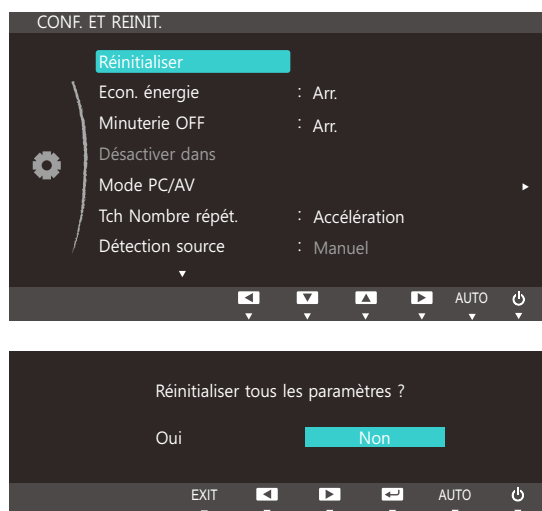 CONF. ET REINIT.
Réinitialiser
Econ. énergie : Arr.
Minuterie OFF : Arr.
Désactiver dans
Mode PC/AV
Tch Nombre répét. : Accélération
Détection source : Manuel
AUTO
Réinitialiser tous les paramètres ?
Oui Non
EXIT AUTO